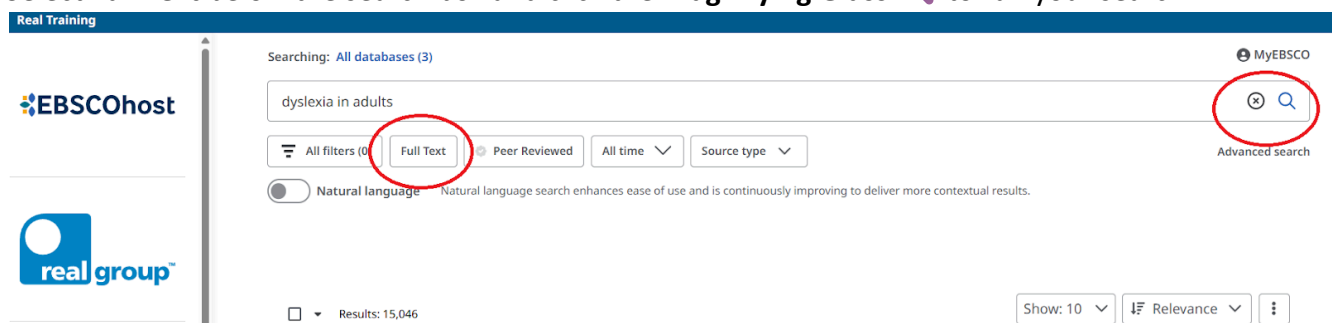 Real Training
Searching: All databases (3)
MyEBSCO
EBSCOhost
dyslexia in adults
All filters (0
Full Text
Peer Reviewed
All time
Source type
Advanced search
Natural language
Natural language search enhances ease of use and is continuously improving to deliver more contextual results.
real group™
Results: 15,046
Show: 10
Relevance